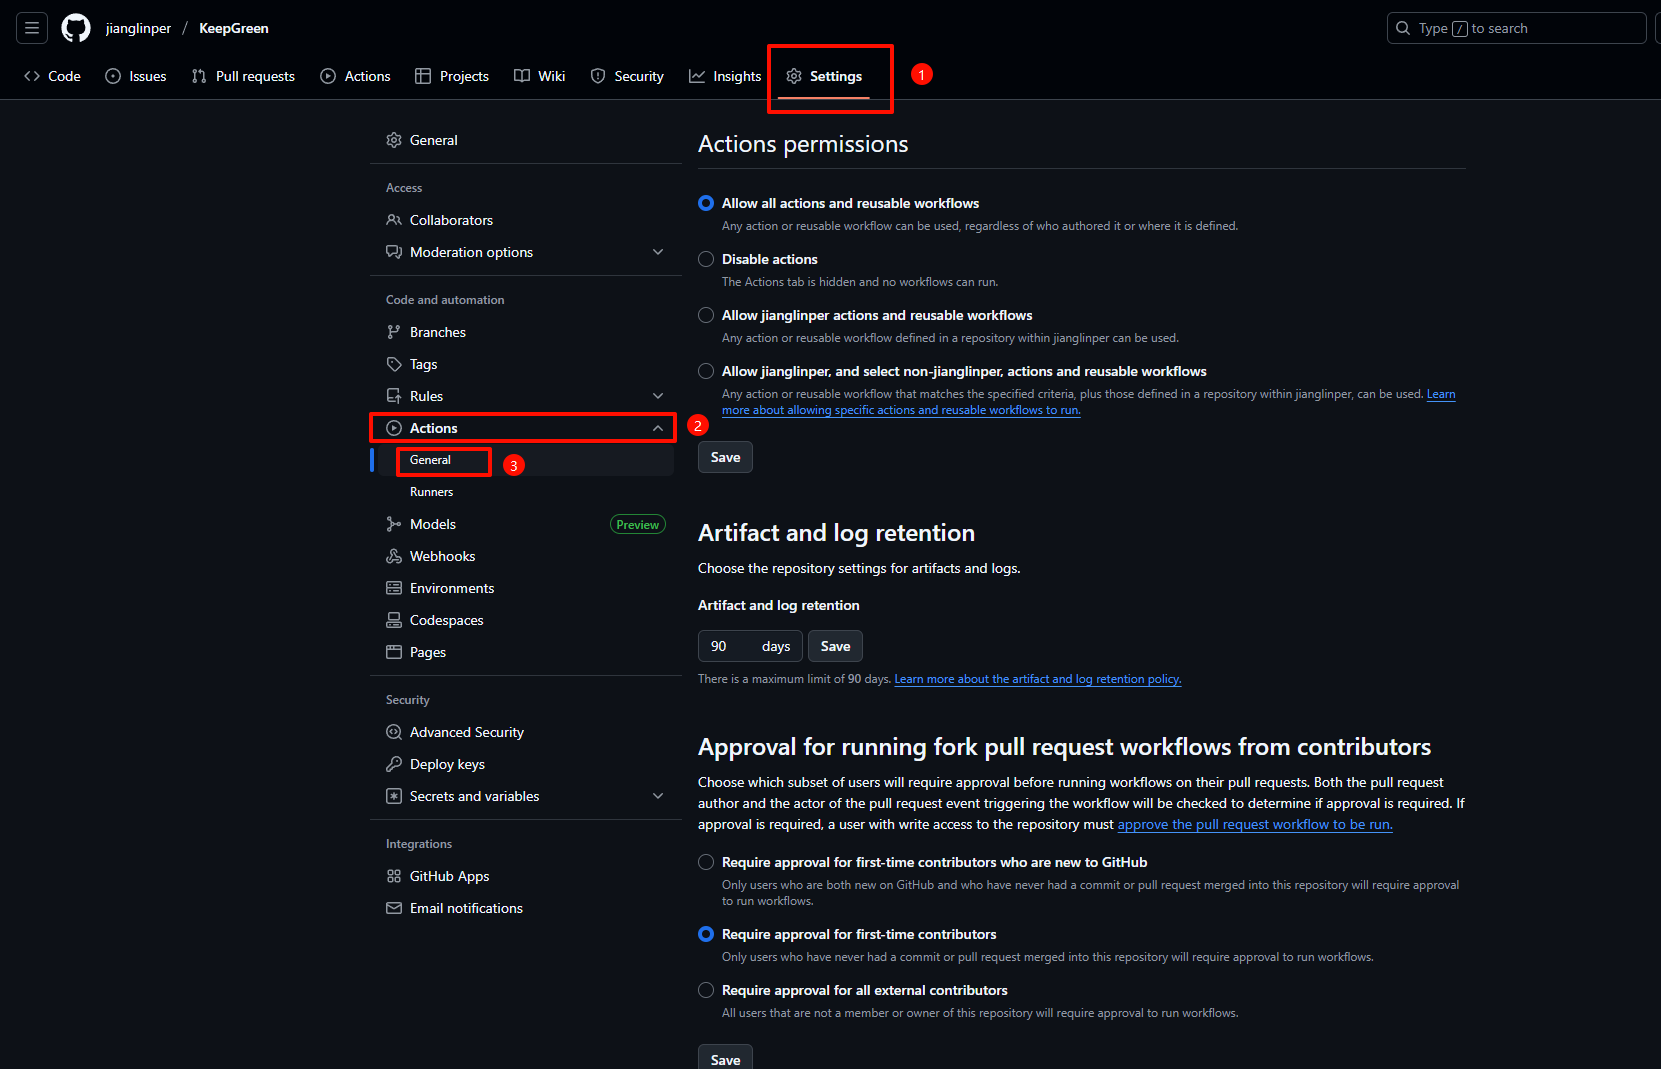 jianglinper / KeepGreen
Type / to search
Code
Issues
Pull requests
Actions
Projects
Wiki
Security
Insights
Settings
1
General
Access
Collaborators
Moderation options
Code and automation
Branches
Tags
Rules
Actions
2
General
3
Runners
Models
Preview
Webhooks
Environments
Codespaces
Pages
Security
Advanced Security
Deploy keys
Secrets and variables
Integrations
GitHub Apps
Email notifications
Actions permissions
Allow all actions and reusable workflows
Any action or reusable workflow can be used, regardless of who authored it or where it is defined.
Disable actions
The Actions tab is hidden and no workflows can run.
Allow jianglinper actions and reusable workflows
Any action or reusable workflow defined in a repository within jianglinper can be used.
Allow jianglinper, and select non-jianglinper, actions and reusable workflows
Any action or reusable workflow that matches the specified criteria, plus those defined in a repository within jianglinper, can be used. Learn
more about allowing specific actions and reusable workflows to run.
Save
Artifact and log retention
Choose the repository settings for artifacts and logs.
Artifact and log retention
90 days
Save
There is a maximum limit of 90 days. Learn more about the artifact and log retention policy.
Approval for running fork pull request workflows from contributors
Choose which subset of users will require approval before running workflows on their pull requests. Both the pull request
author and the actor of the pull request event triggering the workflow will be checked to determine if approval is required. If
approval is required, a user with write access to the repository must approve the pull request workflow to be run.
Require approval for first-time contributors who are new to GitHub
Only users who are both new on GitHub and who have never had a commit or pull request merged into this repository will require approval
to run workflows.
Require approval for first-time contributors
Only users who have never had a commit or pull request merged into this repository will require approval to run workflows.
Require approval for all external contributors
All users that are not a member or owner of this repository will require approval to run workflows.
Save